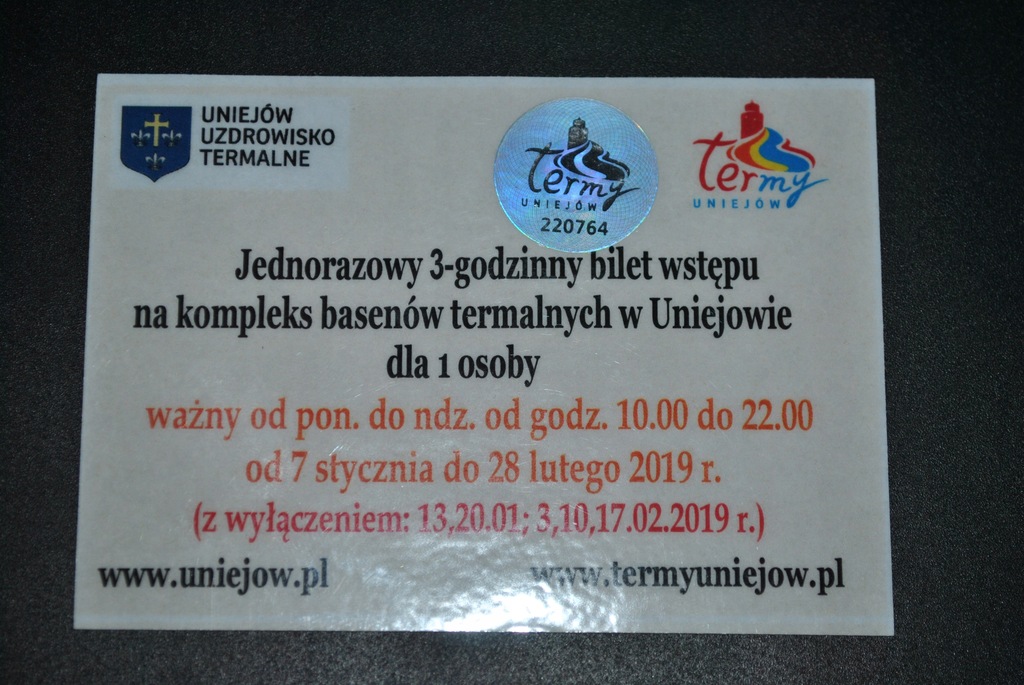 UNIEJÓW
UZDROWISKO
TERMALNE
termy
UNIEJÓW
220764
termy
UNIEJÓW
Jednorazowy 3-godzinny bilet wstępu
na kompleks basenów termalnych w Uniejowie
dla 1 osoby
ważny od pon. do ndz. od godz. 10.00 do 22.00
od 7 stycznia do 28 lutego 2019 r.
(z wyłączeniem: 13,20.01; 3,10,17.02.2019 r.)
www.uniejow.pl www.termyuniejow.pl